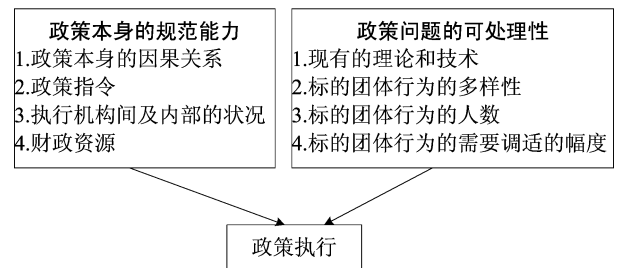 政策本身的规范能力
1.政策本身的因果关系
2.政策指令
3.执行机构间及内部的状况
4.财政资源
政策问题的可处理性
1.现有的理论和技术
2.标的团体行为的多样性
3.标的团体行为的人数
4.标的团体行为的需要调适的幅度
政策执行